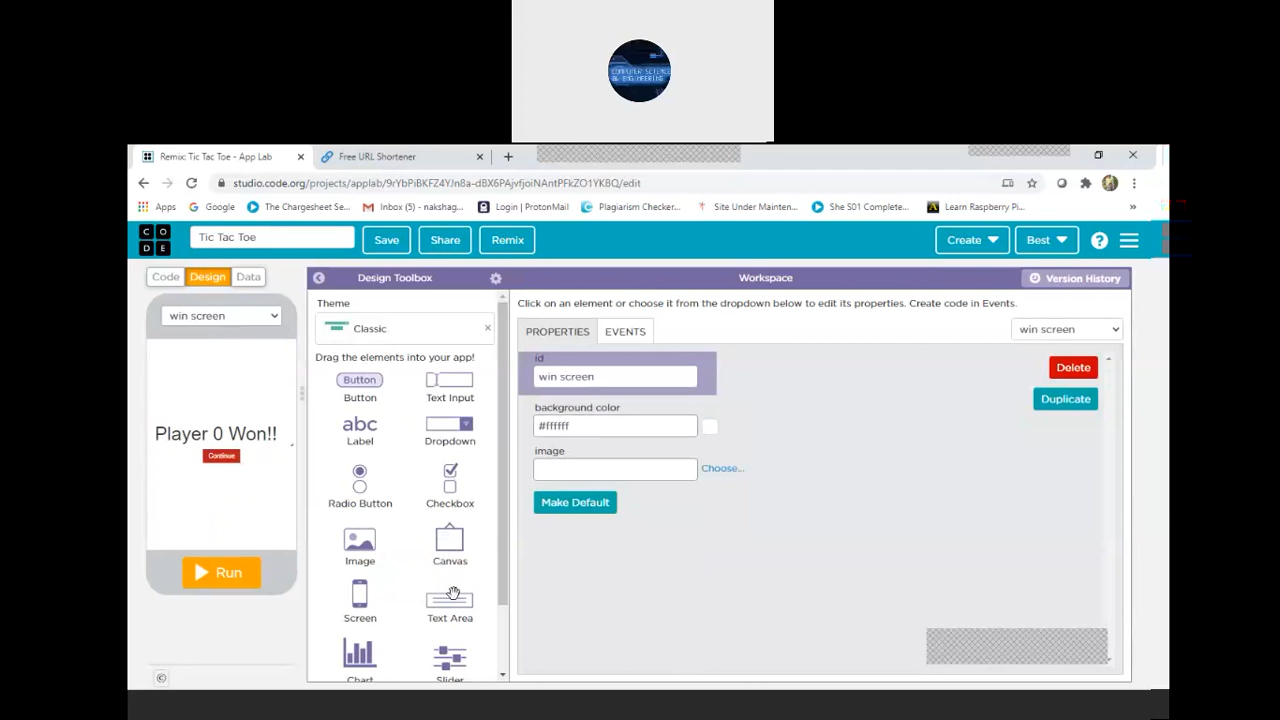 COMPUTER SCIENCE
& ENGINEERING
Remix: Tic Tac Toe - App Lab
Free URL Shortener
studio.code.org/projects/applab/9rYbPiBKFZ4YJn8a-dBX6PAjvfjoiNAntPFkZO1YKBQ/edit
Apps
Google
The Chargesheet Se...
Inbox (5) - nakshag...
Login | ProtonMail
Plagiarism Checker...
Site Under Mainten...
She S01 Complete...
Learn Raspberry Pi...
C O
D E
Tic Tac Toe
Save
Share
Remix
Create
Best
Code
Design
Data
Design Toolbox
Workspace
Version History
win screen
Player 0 Won!!
Continue
Run
Theme
Classic
Drag the elements into your app!
Button
Button
Text Input
abc
Label
Dropdown
Radio Button
Checkbox
Image
Canvas
Screen
Text Area
Chart
Slider
Click on an element or choose it from the dropdown below to edit its properties. Create code in Events.
PROPERTIES
EVENTS
win screen
id
win screen
Delete
Duplicate
background color
#ffffff
image
Choose...
Make Default